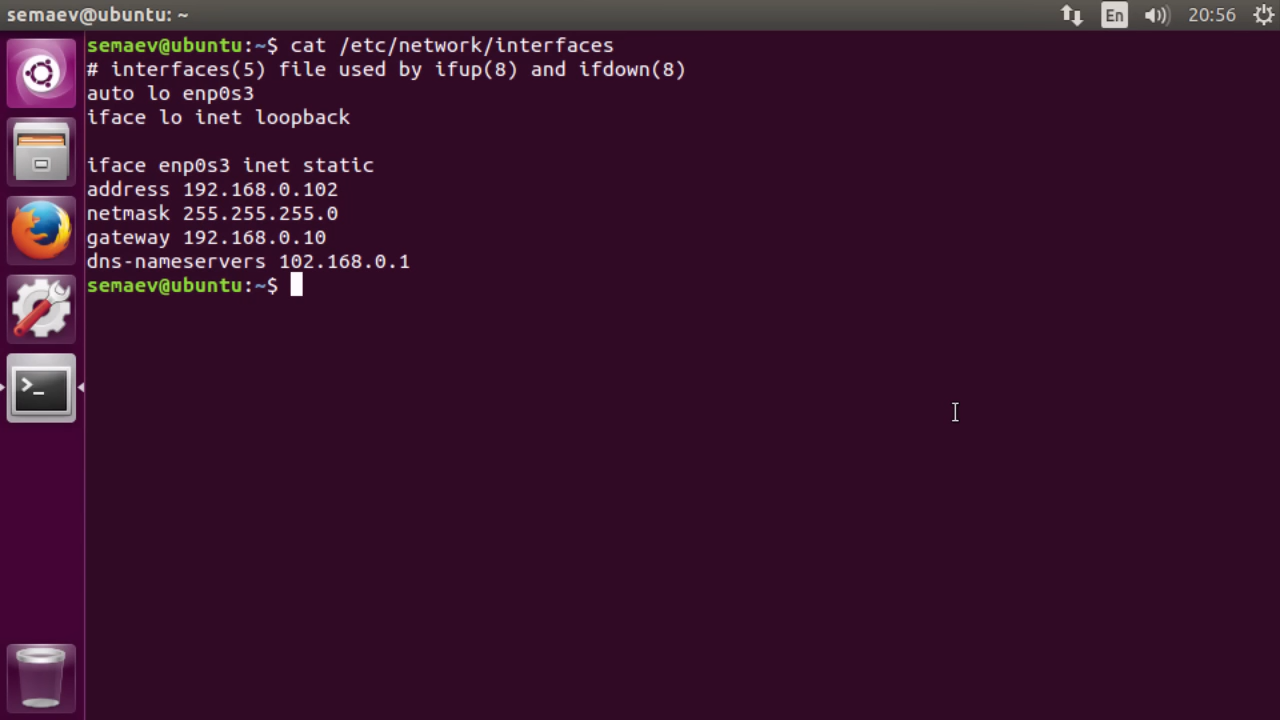 semaev@ubuntu: ~
En
20:56
semaev@ubuntu:~$ cat /etc/network/interfaces
# interfaces(5) file used by ifup(8) and ifdown(8)
auto lo enp0s3
iface lo inet loopback
iface enp0s3 inet static
address 192.168.0.102
netmask 255.255.255.0
gateway 192.168.0.10
dns-nameservers 102.168.0.1
semaev@ubuntu:~$
>_